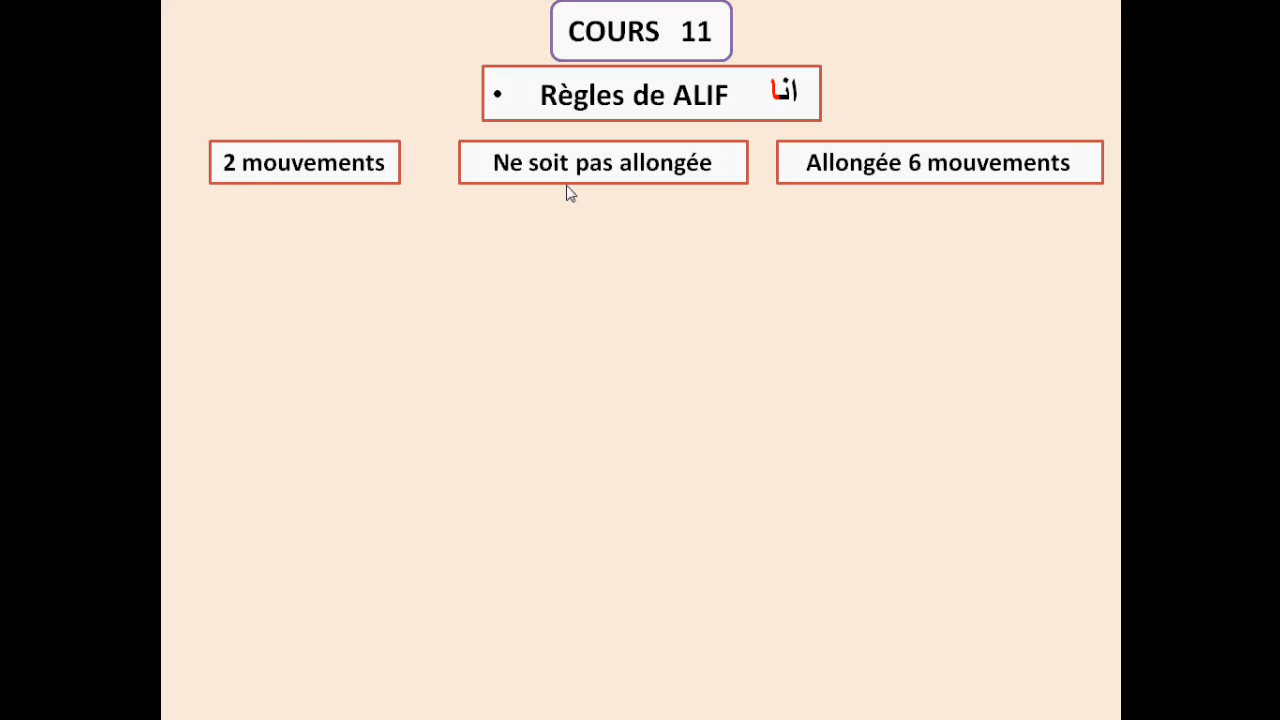 COURS 11
• Règles de ALIF انا
2 mouvements
Ne soit pas allongée
Allongée 6 mouvements